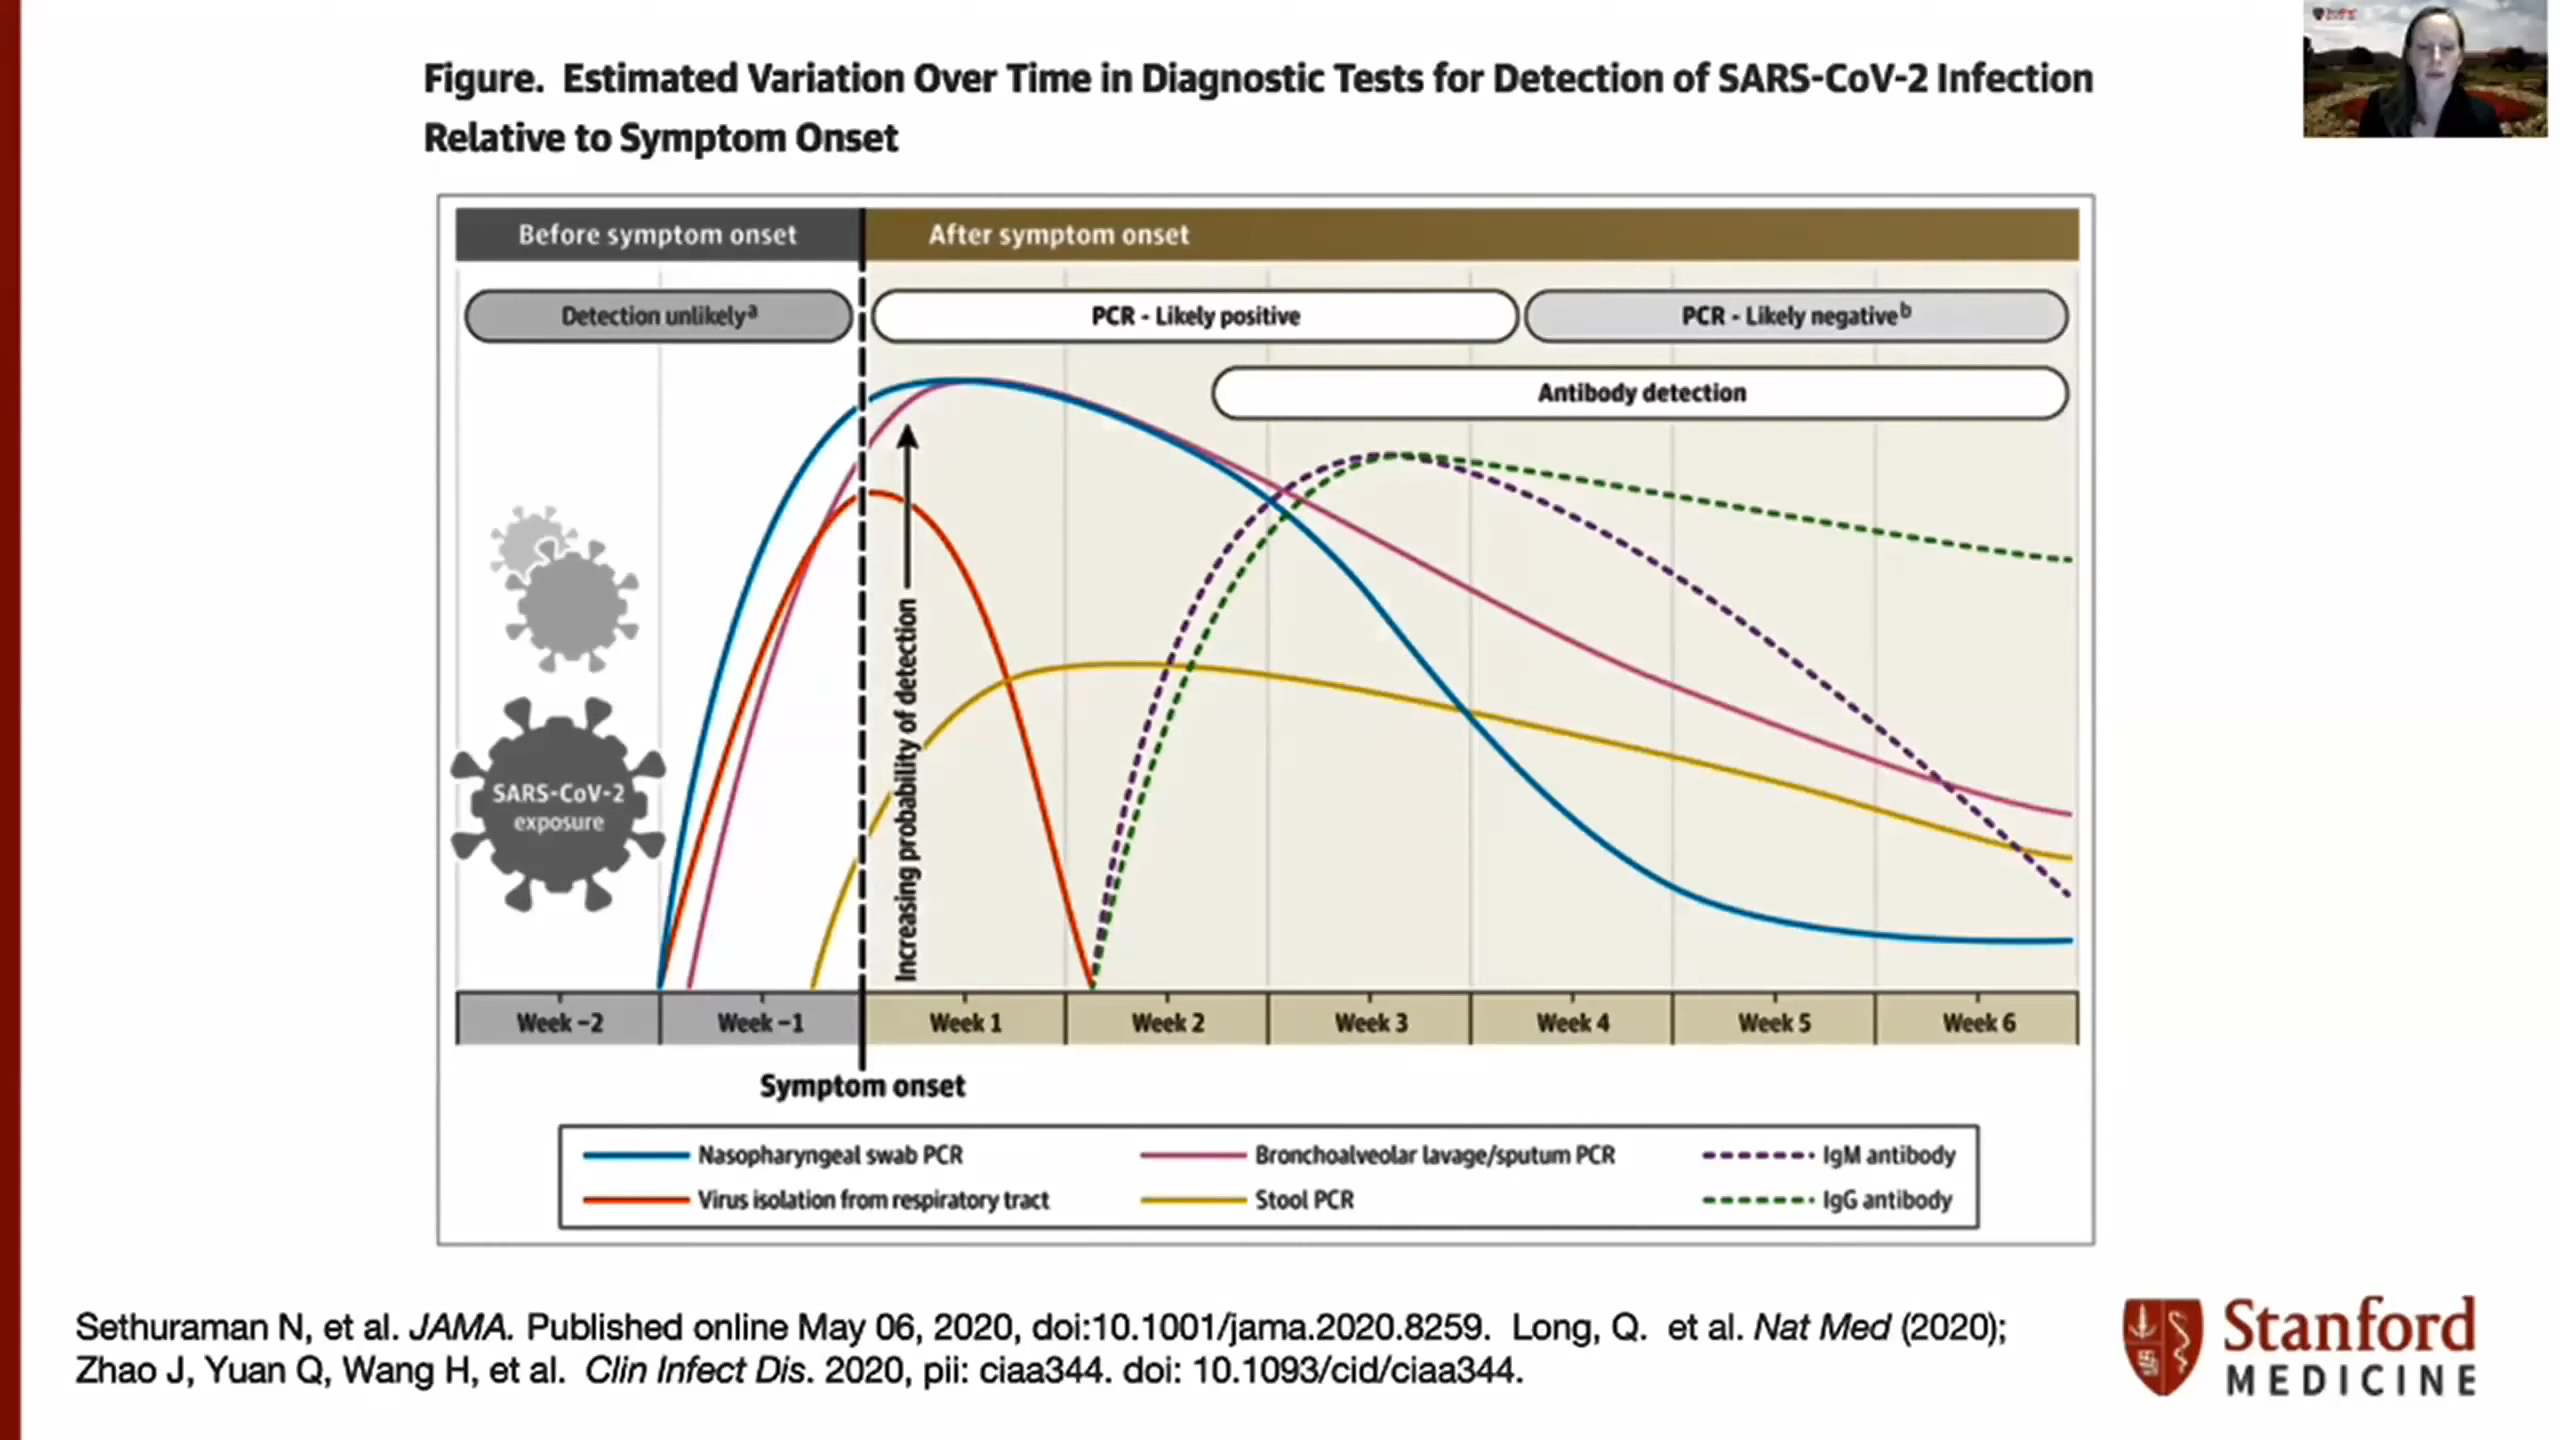 Figure. Estimated Variation Over Time in Diagnostic Tests for Detection of SARS-CoV-2 Infection
Relative to Symptom Onset
Before symptom onset
After symptom onset
Detection unlikelyᵃ
PCR - Likely positive
PCR - Likely negativeᵇ
Antibody detection
Increasing probability of detection
SARS-CoV-2
exposure
Week −2
Week −1
Week 1
Week 2
Week 3
Week 4
Week 5
Week 6
Symptom onset
Nasopharyngeal swab PCR
Bronchoalveolar lavage/sputum PCR
IgM antibody
Virus isolation from respiratory tract
Stool PCR
IgG antibody
Sethuraman N, et al. JAMA. Published online May 06, 2020, doi:10.1001/jama.2020.8259. Long, Q. et al. Nat Med (2020);
Zhao J, Yuan Q, Wang H, et al. Clin Infect Dis. 2020, pii: ciaa344. doi: 10.1093/cid/ciaa344.
Stanford
MEDICINE